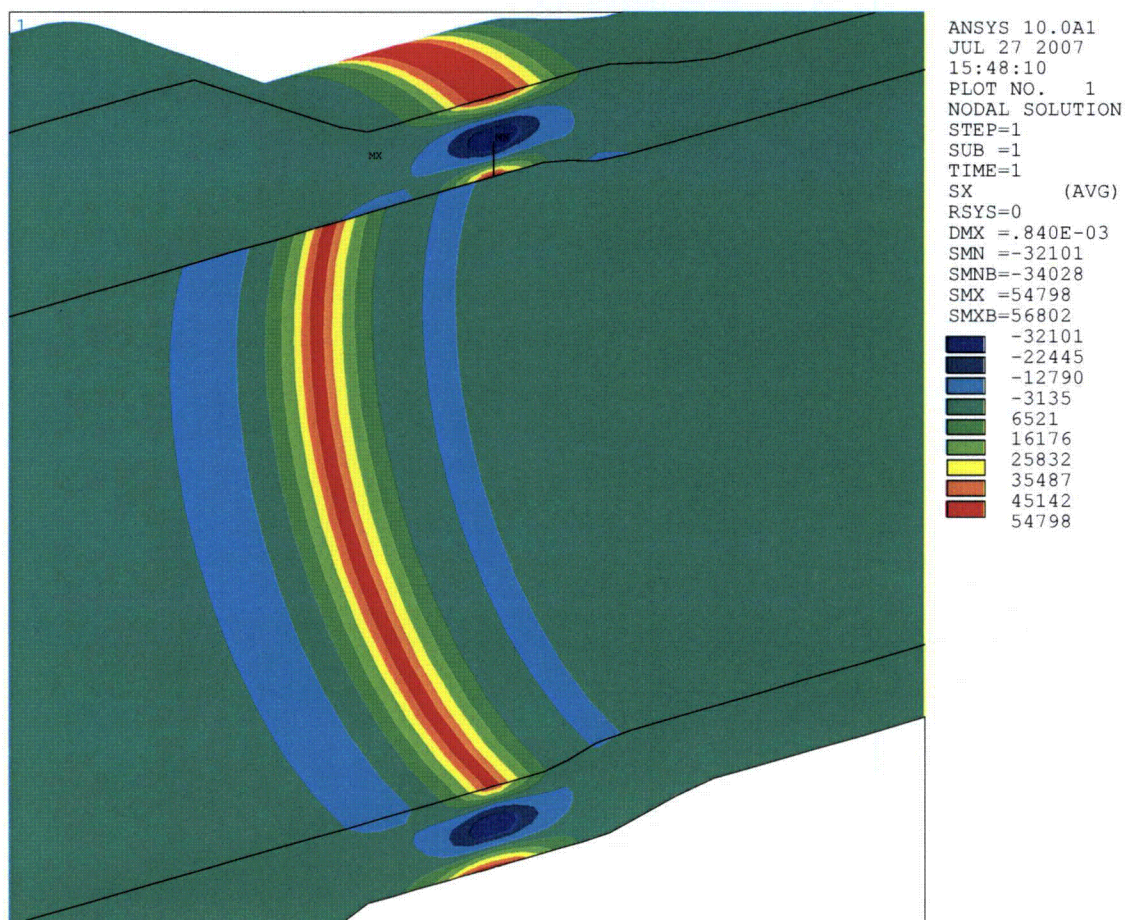 1
ANSYS 10.0A1
JUL 27 2007
15:48:10
PLOT NO.   1
NODAL SOLUTION
STEP=1
SUB =1
TIME=1
SX       (AVG)
RSYS=0
DMX =.840E-03
SMN =-32101
SMNB=-34028
SMX =54798
SMXB=56802
-32101
-22445
-12790
-3135
6521
16176
25832
35487
45142
54798
MX